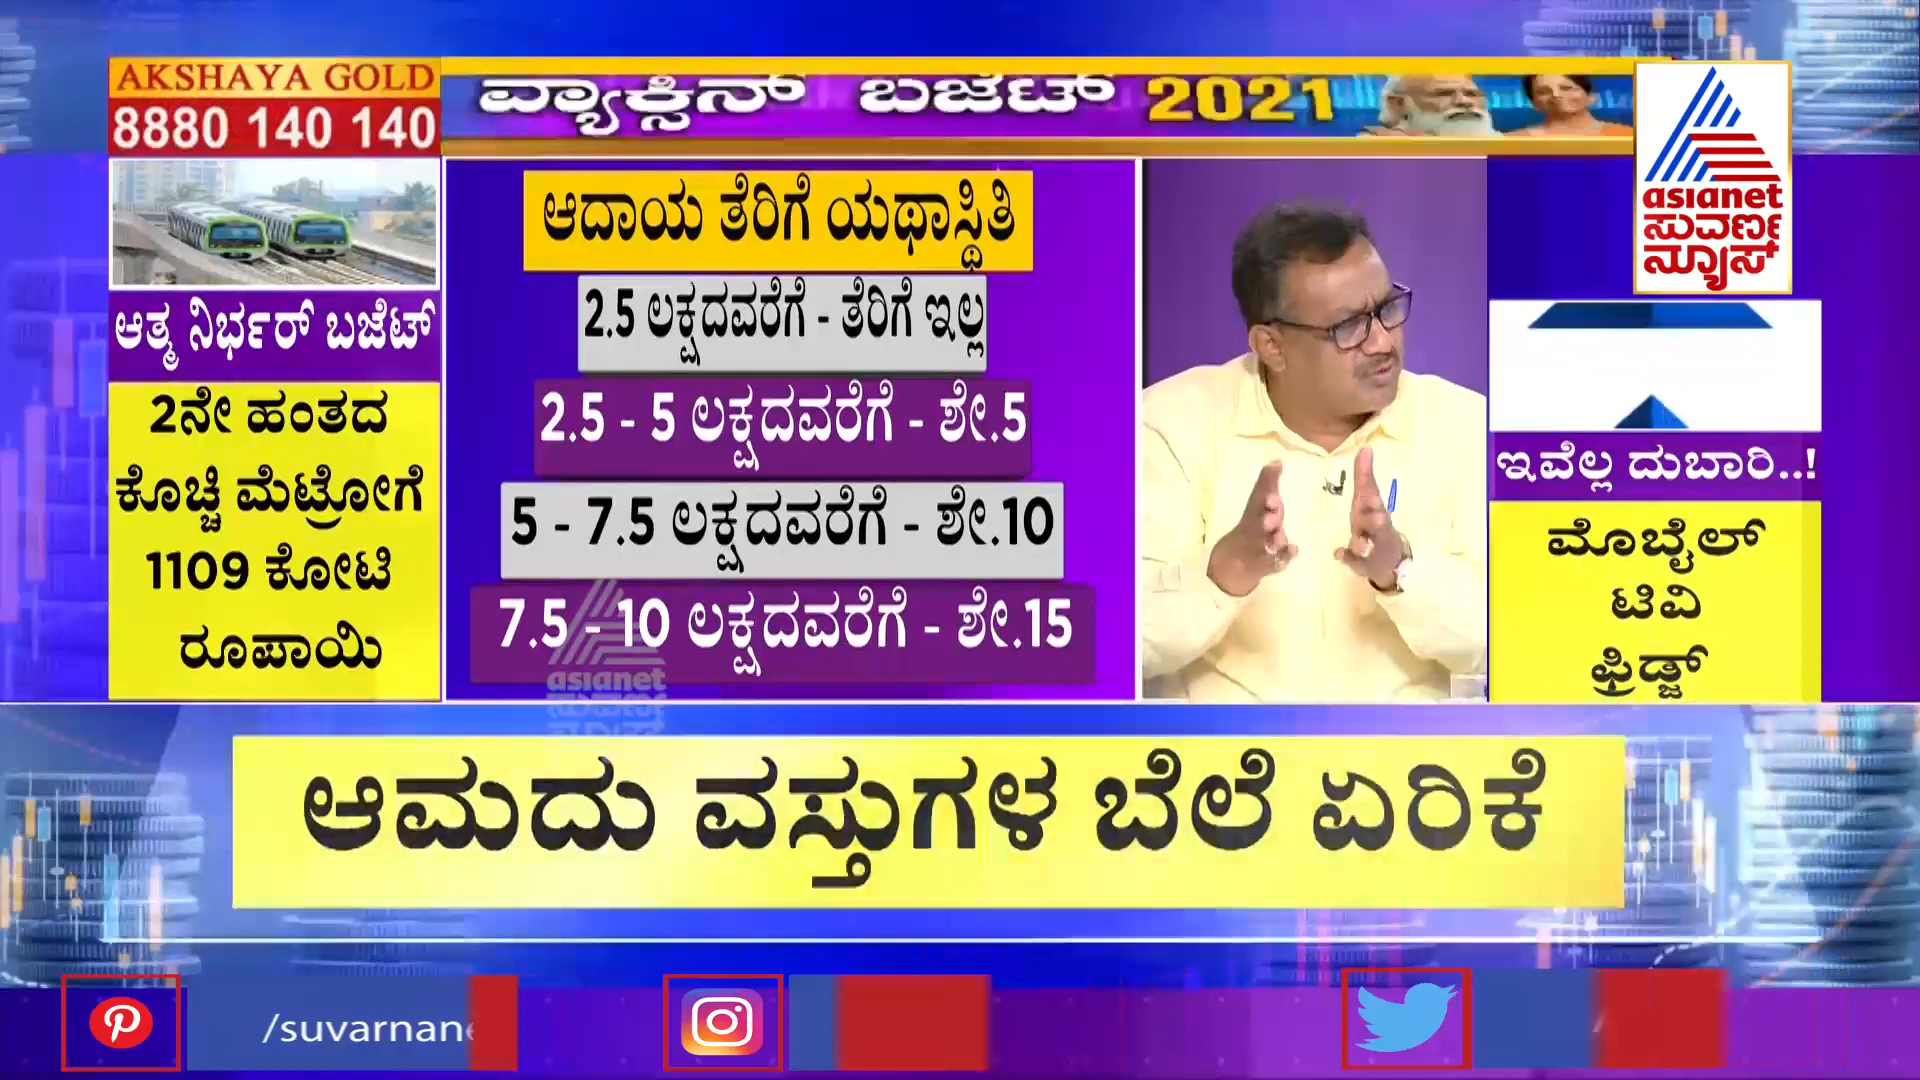 AKSHAYA GOLD
8880 140 140
ವ್ಯಾಕ್ಸಿನ್ ಬಜೆಟ್ 2021
asianet
ಸುವರ್ಣ
ನ್ಯೂಸ್
ಆತ್ಮ ನಿರ್ಭರ್ ಬಜೆಟ್
2ನೇ ಹಂತದ
ಕೊಚ್ಚಿ ಮೆಟ್ರೋಗೆ
1109 ಕೋಟಿ
ರೂಪಾಯಿ
ಆದಾಯ ತೆರಿಗೆ ಯಥಾಸ್ಥಿತಿ
2.5 ಲಕ್ಷದವರೆಗೆ - ತೆರಿಗೆ ಇಲ್ಲ
2.5 - 5 ಲಕ್ಷದವರೆಗೆ - ಶೇ.5
5 - 7.5 ಲಕ್ಷದವರೆಗೆ - ಶೇ.10
7.5 - 10 ಲಕ್ಷದವರೆಗೆ - ಶೇ.15
asianet
ಇವೆಲ್ಲ ದುಬಾರಿ..!
ಮೊಬೈಲ್
ಟಿವಿ
ಫ್ರಿಡ್ಜ್
ಆಮದು ವಸ್ತುಗಳ ಬೆಲೆ ಏರಿಕೆ
/suvarnane